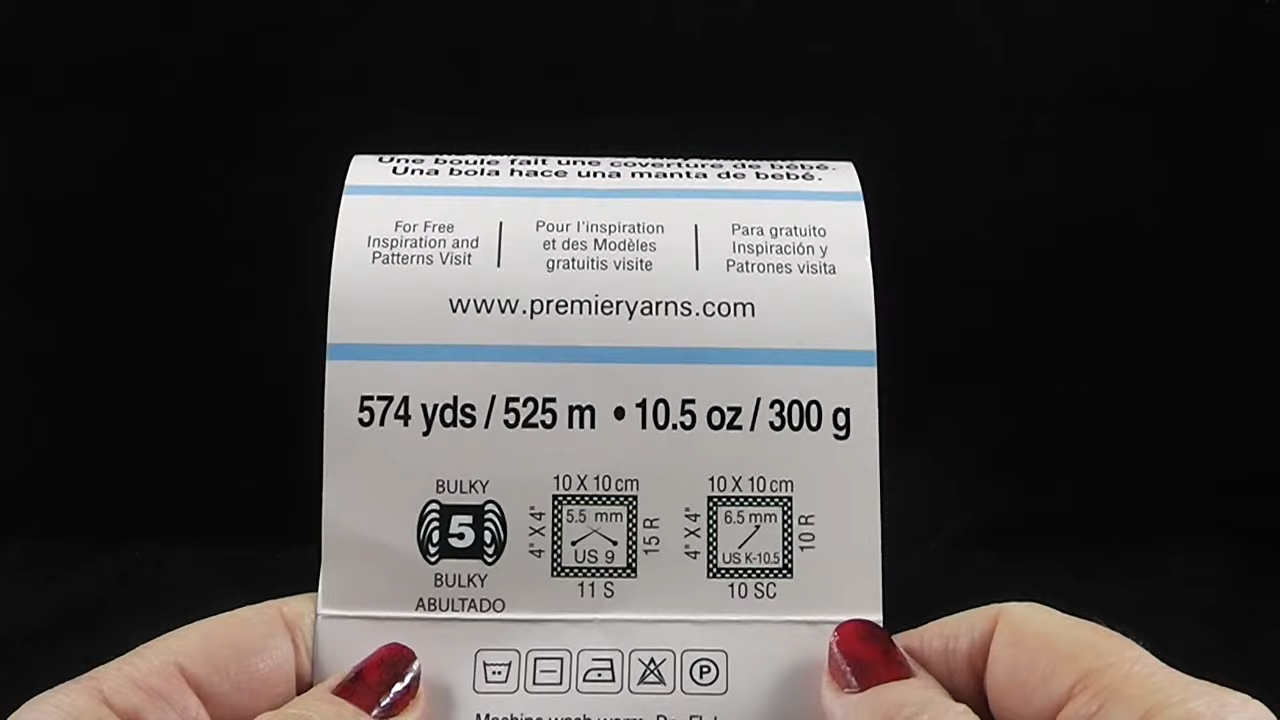 Une boule fait une couverture de bébé.
Una bola hace una manta de bebé.
For Free
Inspiration and
Patterns Visit
Pour l'inspiration
et des Modèles
gratuitis visite
Para gratuito
Inspiración y
Patrones visita
www.premieryarns.com
574 yds / 525 m • 10.5 oz / 300 g
BULKY
5
BULKY
ABULTADO
10 X 10 cm
4" X 4"
5.5 mm
US 9
15 R
11 S
10 X 10 cm
4" X 4"
6.5 mm
US K-10.5
10 R
10 SC
P
Machine wash warm.